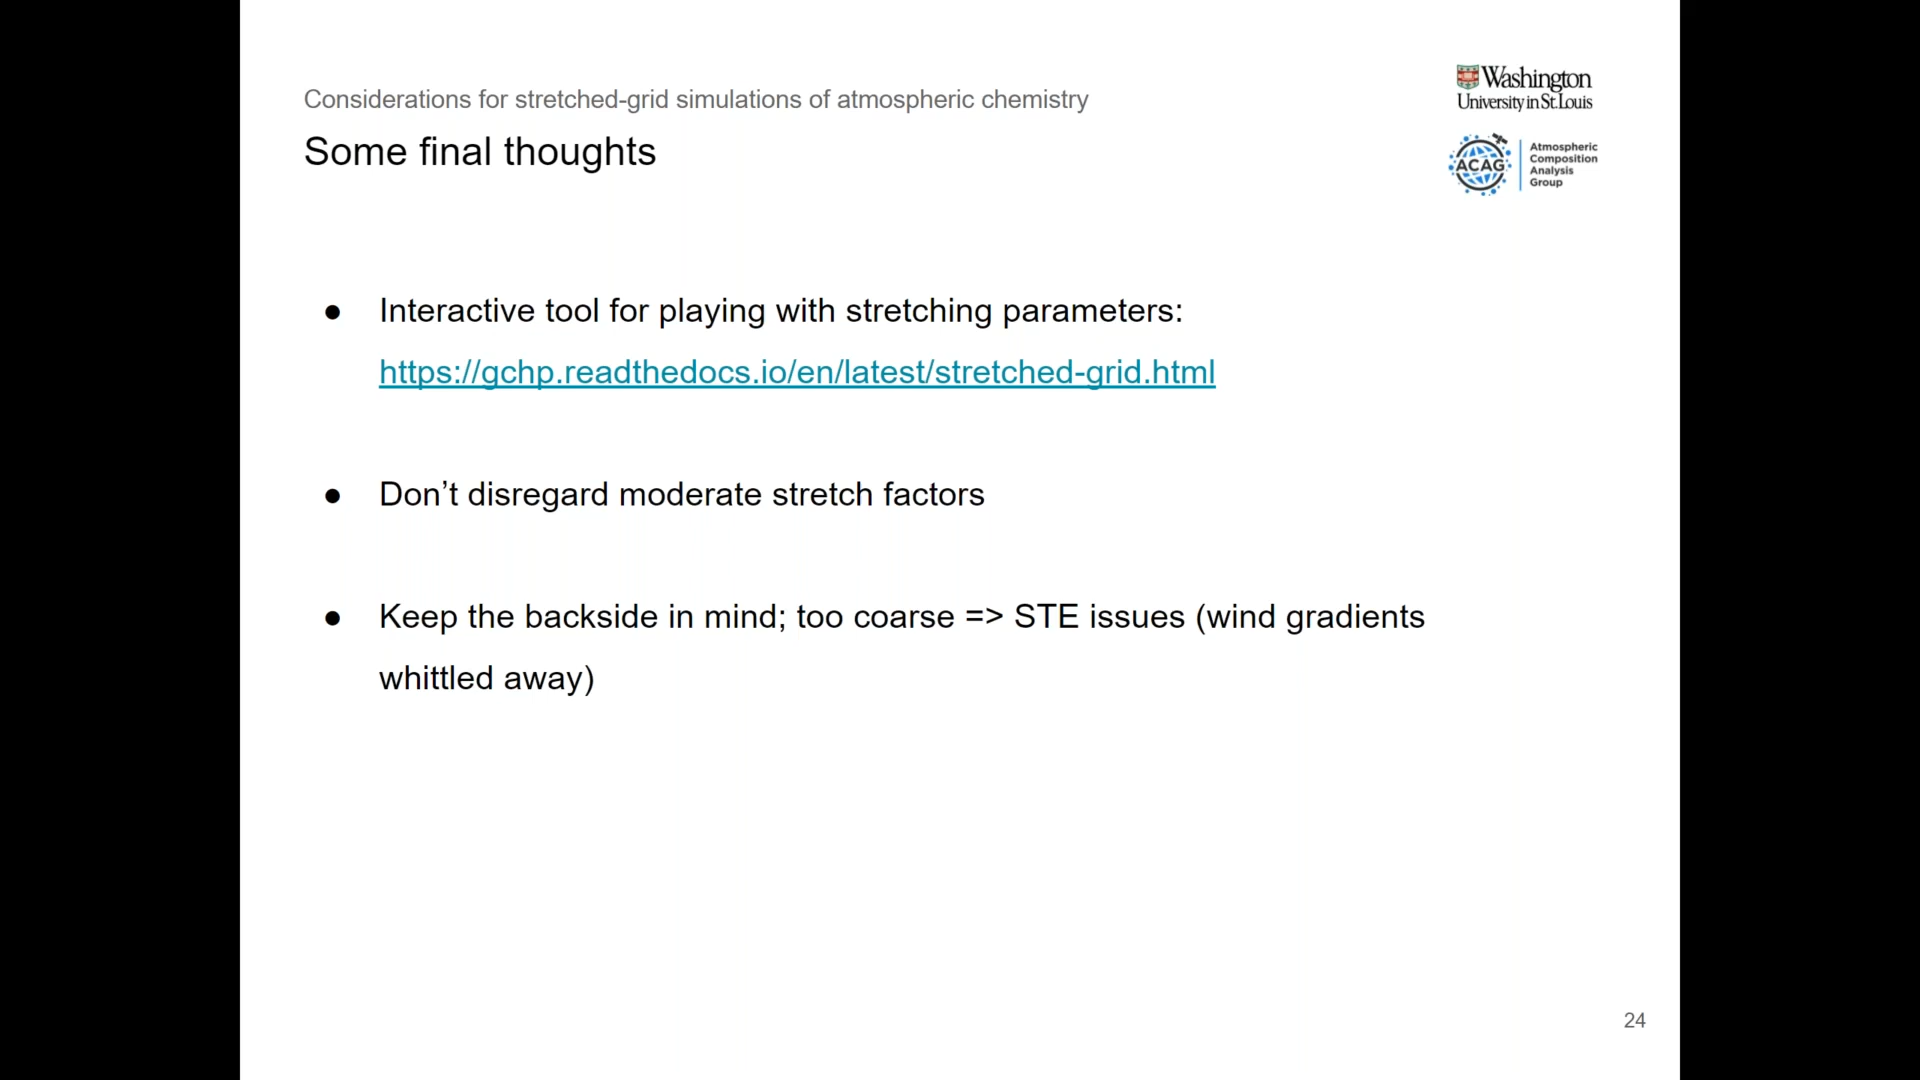 Considerations for stretched-grid simulations of atmospheric chemistry
Some final thoughts
Washington
University in St. Louis
ACAG
Atmospheric
Composition
Analysis
Group
● Interactive tool for playing with stretching parameters:
https://gchp.readthedocs.io/en/latest/stretched-grid.html
● Don’t disregard moderate stretch factors
● Keep the backside in mind; too coarse => STE issues (wind gradients
whittled away)
24